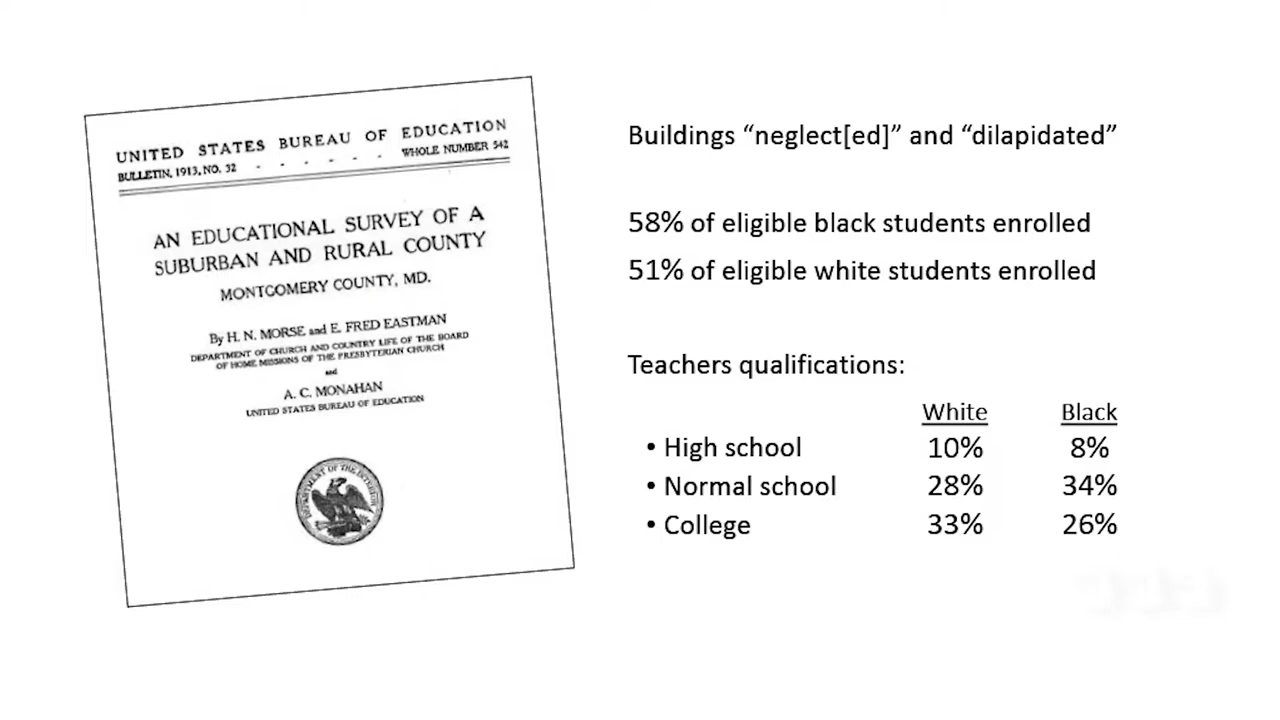 UNITED STATES BUREAU OF EDUCATION
BULLETIN, 1913, NO. 32 - - - - - - WHOLE NUMBER 542
AN EDUCATIONAL SURVEY OF A
SUBURBAN AND RURAL COUNTY
MONTGOMERY COUNTY, MD.
By H. N. MORSE and E. FRED EASTMAN
DEPARTMENT OF CHURCH AND COUNTRY LIFE OF THE BOARD
OF HOME MISSIONS OF THE PRESBYTERIAN CHURCH
and
A. C. MONAHAN
UNITED STATES BUREAU OF EDUCATION
DEPARTMENT OF THE INTERIOR
Buildings “neglect[ed]” and “dilapidated”
58% of eligible black students enrolled
51% of eligible white students enrolled
Teachers qualifications:
White Black
• High school 10% 8%
• Normal school 28% 34%
• College 33% 26%